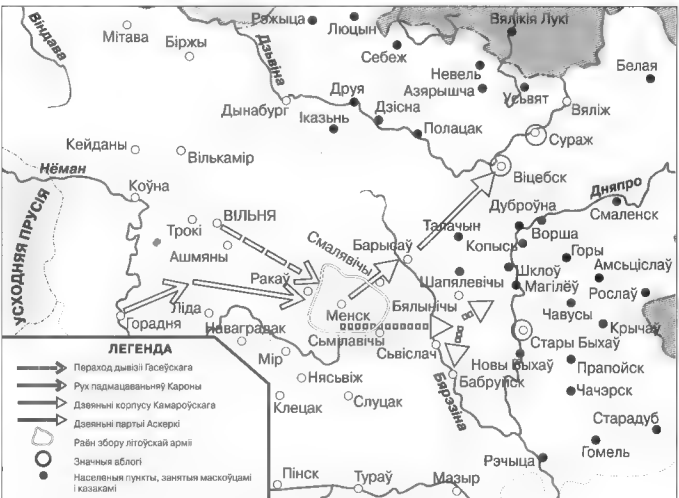 Рэжыца
Люцын
Вялікія Лукі
Віндава
Мітава
Біржы
Дзьвіна
Себеж
Невель
Белая
Азярышча
Усьвят
Друя
Дынабург
Дзісна
Вяліж
Іказьнь
Полацак
Сураж
Кейданы
Вількамір
Віцебск
Нёман
Дняпро
Коўна
Дуброўна
Смаленск
УСХОДНЯЯ ПРУСІЯ
Трокі
ВІЛЬНЯ
Талачын
Ворша
Смалявічы
Барысаў
Копысь
Ашмяны
Горы
Шклоў
Амсьціслаў
Ракаў
Шапялевічы
Магілёў
Рослаў
Ліда
Менск
Бялынічы
Чавусы
Горадня
Наваградак
Сьмілавічы
Крычаў
Стары Быхаў
Мір
Сьвіслач
Новы Быхаў
Прапойск
Нясьвіж
Бабруйск
Чачэрск
Клецак
Слуцак
Бярэзіна
Старадуб
Гомель
Рэчыца
Пінск
Тураў
Мазыр
ЛЕГЕНДА
Пераход дывізіі Гасеўскага
Рух падмацаваньняў Кароны
Дзеяньні корпусу Камароўскага
Дзеяньні партыі Аскеркі
Раён збору літоўскай арміі
Значныя аблогі
Населеныя пункты, занятыя маскоўцамі
і казакамі